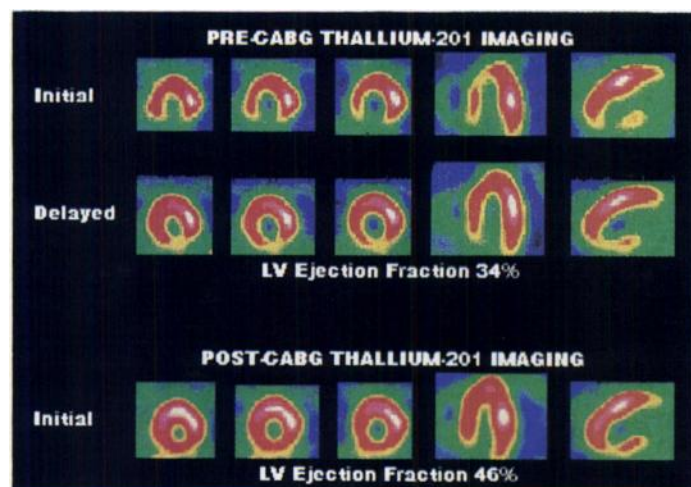 PRE-CABG THALLIUM-201 IMAGING
Initial
Delayed
LV Ejection Fraction 34%
POST-CABG THALLIUM-201 IMAGING
Initial
LV Ejection Fraction 46%